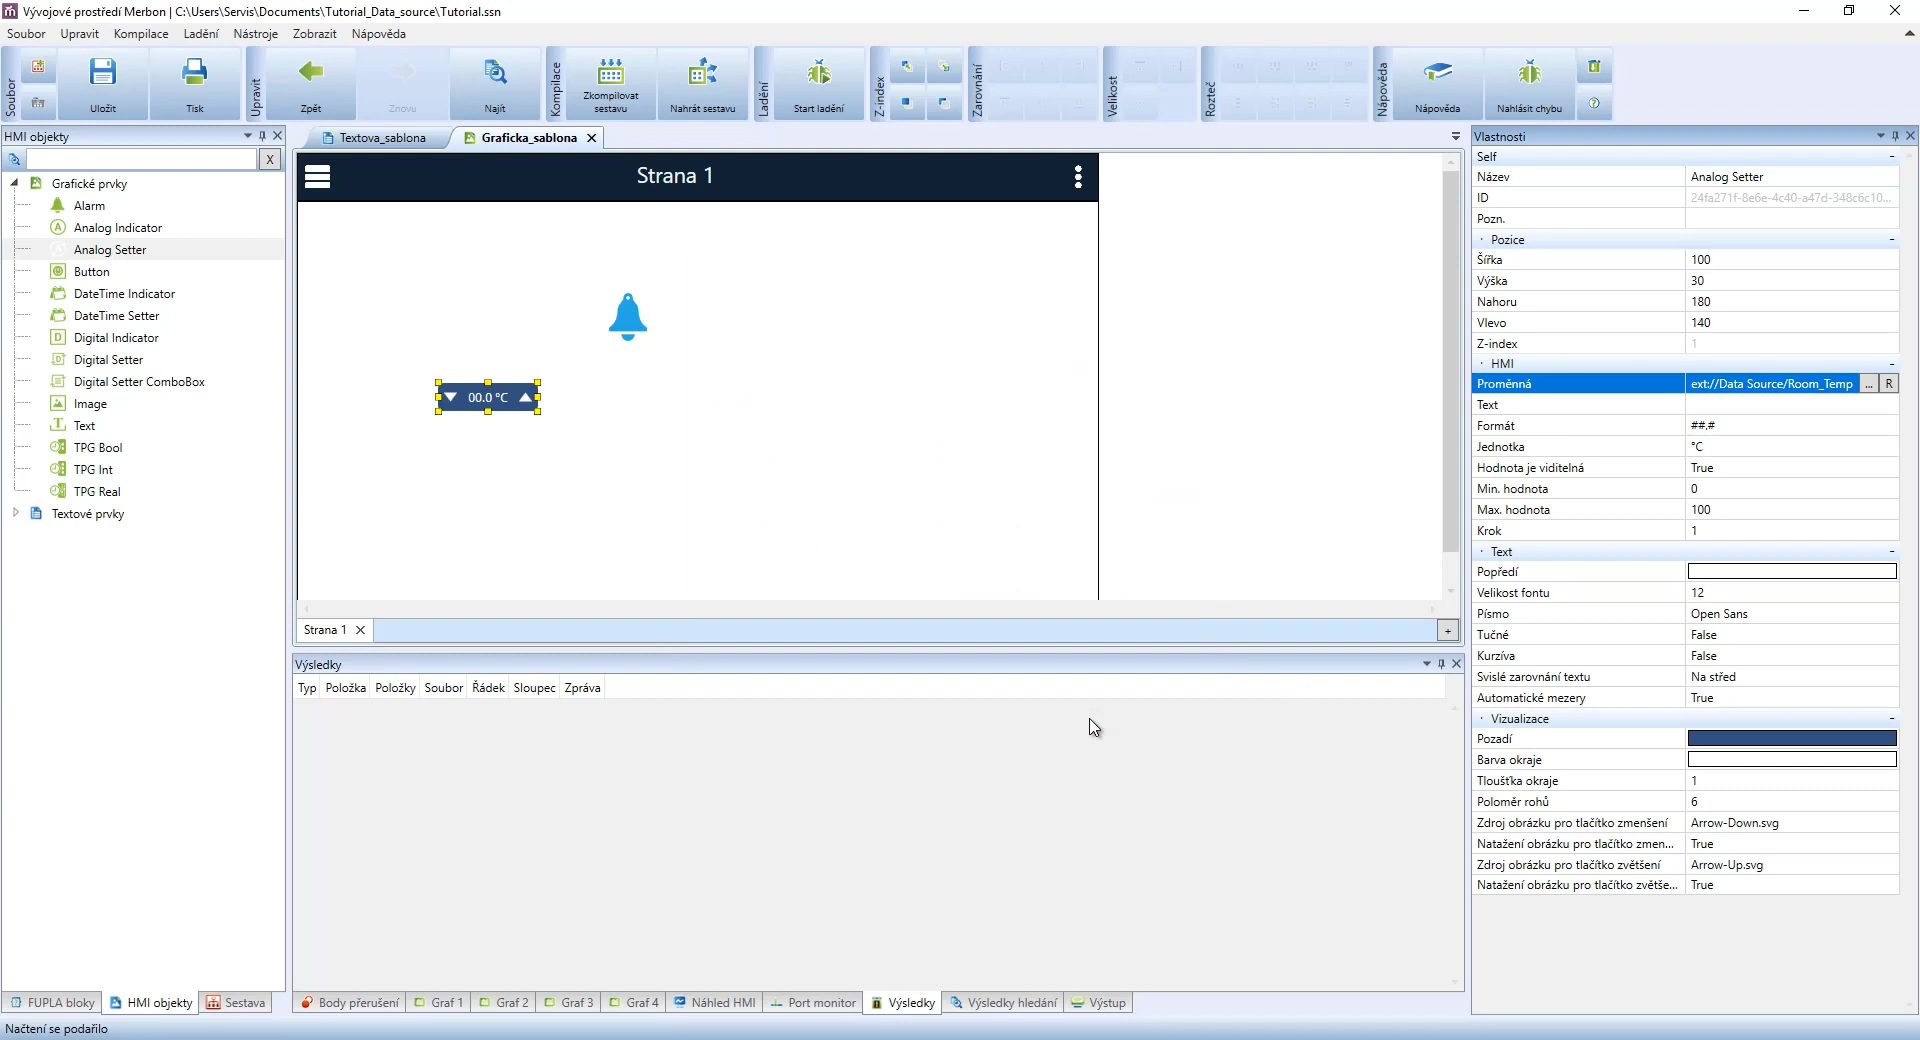 Vývojové prostředí Merbon | C:\Users\Servis\Documents\Tutorial_Data_source\Tutorial.ssn
Soubor Upravit Kompilace Ladění Nástroje Zobrazit Nápověda
Soubor
Uložit
Tisk
Upravit
Zpět
Znovu
Najít
Kompilace
Zkompilovat
sestavu
Nahrát sestavu
Ladění
Start ladění
Z-index
Zarovnání
Velikost
Rozteč
Nápověda
Nápověda
Nahlásit chybu
HMI objekty
X
Grafické prvky
Alarm
Analog Indicator
Analog Setter
Button
DateTime Indicator
DateTime Setter
Digital Indicator
Digital Setter
Digital Setter ComboBox
Image
Text
TPG Bool
TPG Int
TPG Real
Textové prvky
FUPLA bloky
HMI objekty
Sestava
Textova_sablona
Graficka_sablona
Strana 1
00.0 °C
Strana 1
+
Výsledky
Typ Položka Položky Soubor Řádek Sloupec Zpráva
Body přerušení
Graf 1
Graf 2
Graf 3
Graf 4
Náhled HMI
Port monitor
Výsledky
Výsledky hledání
Výstup
Vlastnosti
Self
Název Analog Setter
ID 24fa271f-8e6e-4c40-a47d-348c6c10...
Pozn.
Pozice
Šířka 100
Výška 30
Nahoru 180
Vlevo 140
Z-index 1
HMI
Proměnná ext://Data Source/Room_Temp ... R
Text
Formát ##.#
Jednotka °C
Hodnota je viditelná True
Min. hodnota 0
Max. hodnota 100
Krok 1
Text
Popředí
Velikost fontu 12
Písmo Open Sans
Tučné False
Kurzíva False
Svislé zarovnání textu Na střed
Automatické mezery True
Vizualizace
Pozadí
Barva okraje
Tloušťka okraje 1
Poloměr rohů 6
Zdroj obrázku pro tlačítko zmenšení Arrow-Down.svg
Natažení obrázku pro tlačítko zmen... True
Zdroj obrázku pro tlačítko zvětšení Arrow-Up.svg
Natažení obrázku pro tlačítko zvětše... True
Načtení se podařilo